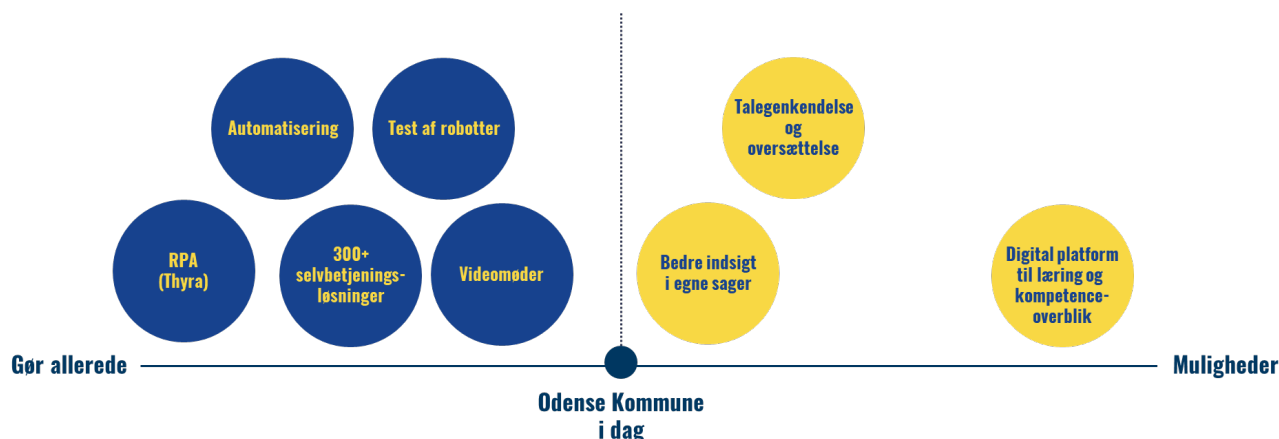 Automatisering
Test af robotter
Talegenkendelse
og
oversættelse
RPA
(Thyra)
300+
selvbetjenings-
løsninger
Videomøder
Bedre indsigt
i egne sager
Digital platform
til læring og
kompetence-
overblik
Gør allerede
Muligheder
Odense Kommune
i dag